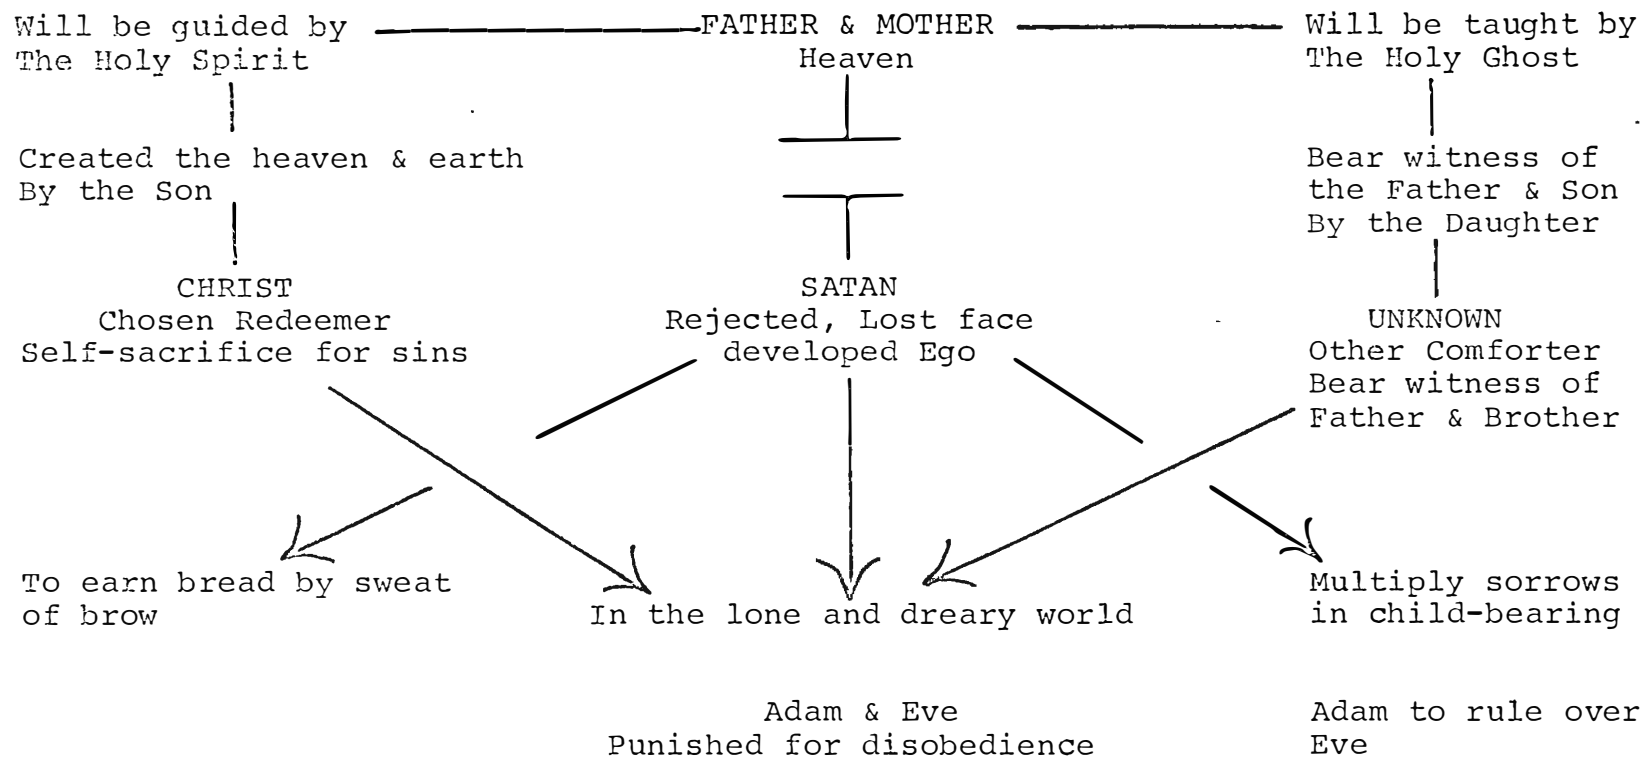 Will be guided by
The Holy Spirit
FATHER & MOTHER
Heaven
Will be taught by
The Holy Ghost
Created the heaven & earth
By the Son
Bear witness of
the Father & Son
By the Daughter
CHRIST
Chosen Redeemer
Self-sacrifice for sins
SATAN
Rejected, Lost face
developed Ego
UNKNOWN
Other Comforter
Bear witness of
Father & Brother
To earn bread by sweat
of brow
In the lone and dreary world
Multiply sorrows
in child-bearing
Adam & Eve
Punished for disobedience
Adam to rule over
Eve